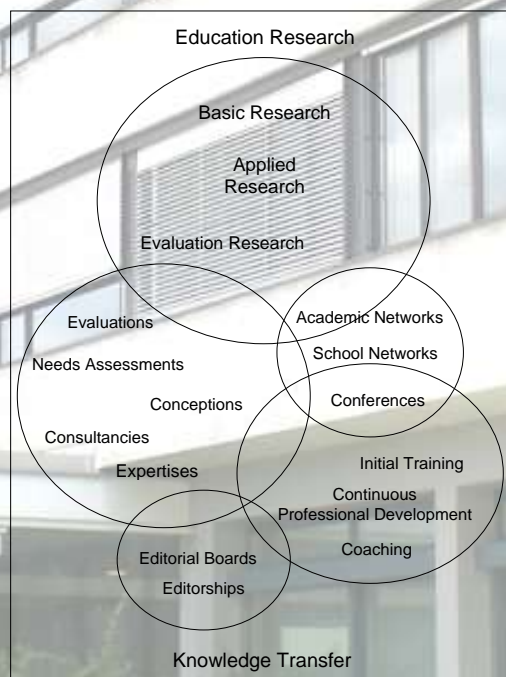 Education Research
Basic Research
Applied
Research
Evaluation Research
Evaluations
Academic Networks
Needs Assessments
School Networks
Conceptions
Conferences
Consultancies
Expertises
Initial Training
Continuous
Professional Development
Coaching
Editorial Boards
Editorships
Knowledge Transfer